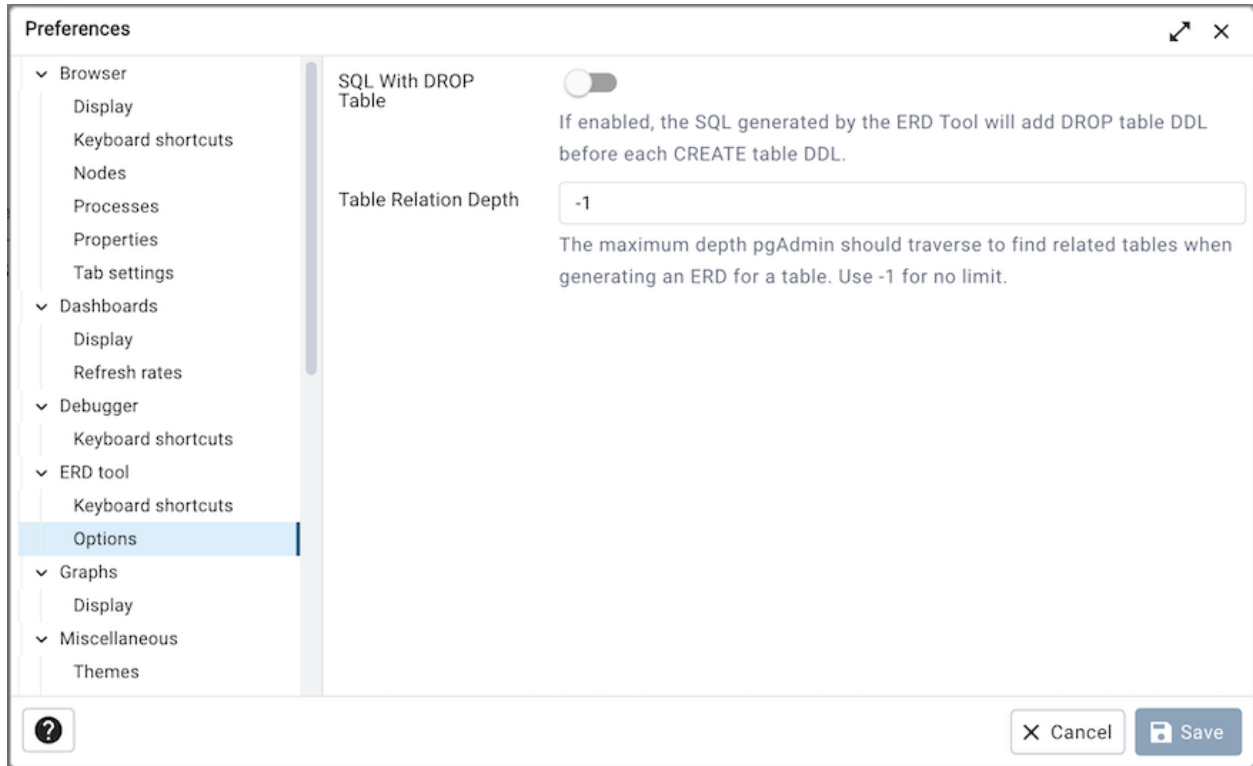 Preferences
Browser
Display
Keyboard shortcuts
Nodes
Processes
Properties
Tab settings
Dashboards
Display
Refresh rates
Debugger
Keyboard shortcuts
ERD tool
Keyboard shortcuts
Options
Graphs
Display
Miscellaneous
Themes
SQL With DROP
Table
If enabled, the SQL generated by the ERD Tool will add DROP table DDL
before each CREATE table DDL.
Table Relation Depth
-1
The maximum depth pgAdmin should traverse to find related tables when
generating an ERD for a table. Use -1 for no limit.
?
Cancel
Save